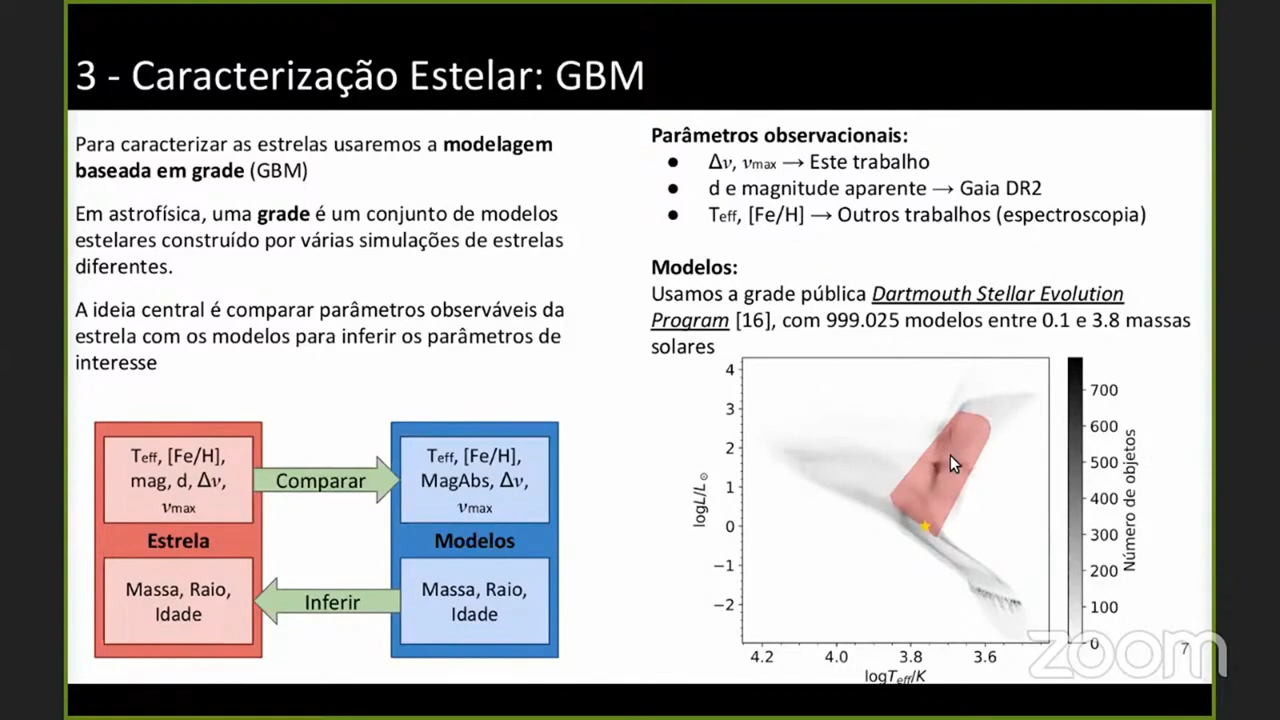 3 - Caracterização Estelar: GBM
Para caracterizar as estrelas usaremos a modelagem
baseada em grade (GBM)
Em astrofísica, uma grade é um conjunto de modelos
estelares construído por várias simulações de estrelas
diferentes.
A ideia central é comparar parâmetros observáveis da
estrela com os modelos para inferir os parâmetros de
interesse
Teff, [Fe/H],
mag, d, Δν,
νmax
Estrela
Massa, Raio,
Idade
Comparar
Inferir
Teff, [Fe/H],
MagAbs, Δν,
νmax
Modelos
Massa, Raio,
Idade
Parâmetros observacionais:
● Δν, νmax → Este trabalho
● d e magnitude aparente → Gaia DR2
● Teff, [Fe/H] → Outros trabalhos (espectroscopia)
Modelos:
Usamos a grade pública Dartmouth Stellar Evolution
Program [16], com 999.025 modelos entre 0.1 e 3.8 massas
solares
4
3
2
1
0
−1
−2
logL/L☉
4.2 4.0 3.8 3.6
logTeff/K
700
600
500
400
300
200
100
0
Número de objetos
7
zoom